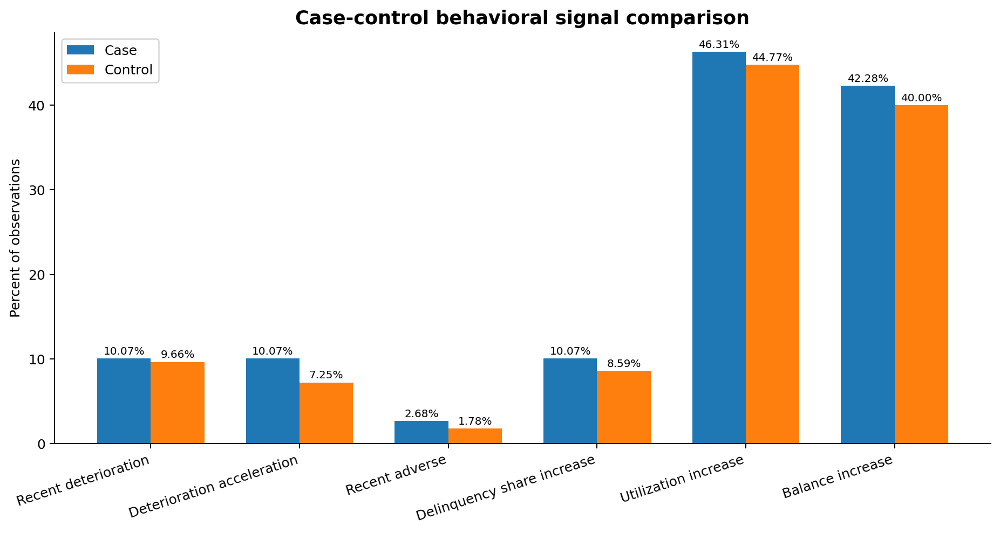 Case-control behavioral signal comparison
Case
Control
Percent of observations
40
30
20
10
0
10.07%
9.66%
10.07%
7.25%
2.68%
1.78%
10.07%
8.59%
46.31%
44.77%
42.28%
40.00%
Recent deterioration
Deterioration acceleration
Recent adverse
Delinquency share increase
Utilization increase
Balance increase